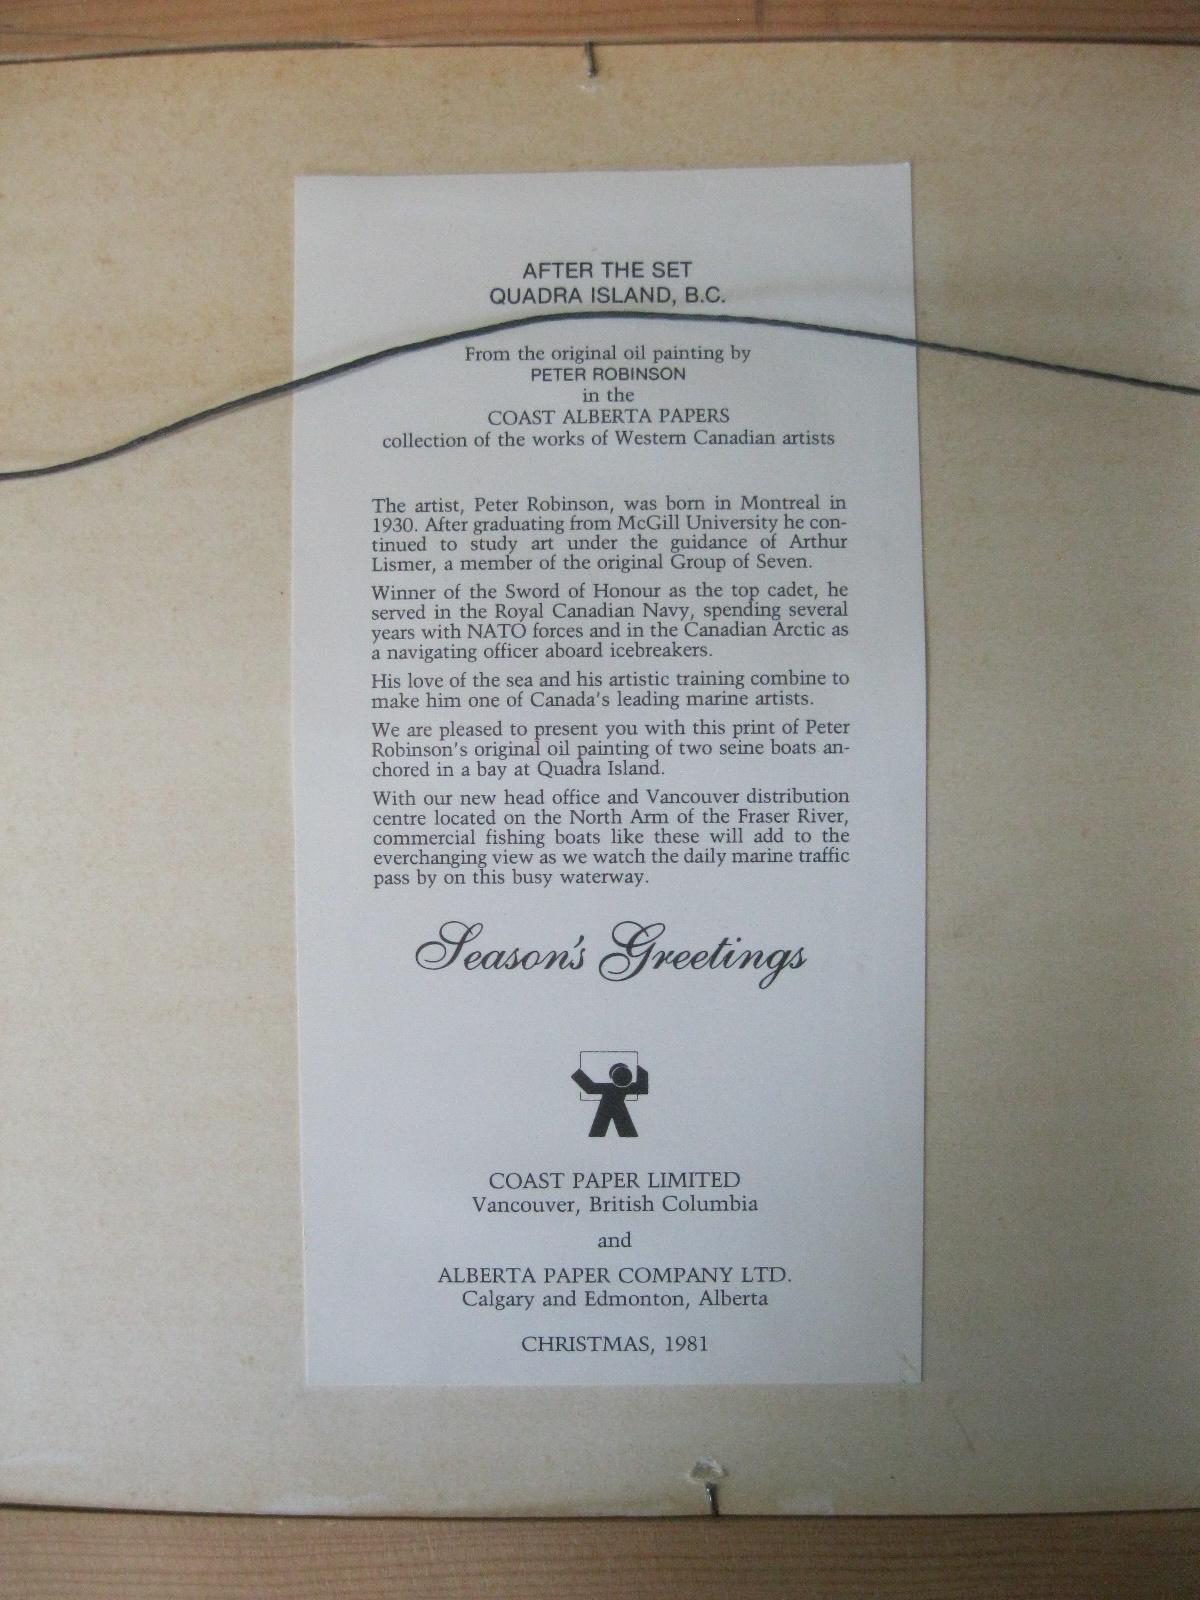 AFTER THE SET
QUADRA ISLAND, B.C.
From the original oil painting by
PETER ROBINSON
in the
COAST ALBERTA PAPERS
collection of the works of Western Canadian artists
The artist, Peter Robinson, was born in Montreal in
1930. After graduating from McGill University he con-
tinued to study art under the guidance of Arthur
Lismer, a member of the original Group of Seven.
Winner of the Sword of Honour as the top cadet, he
served in the Royal Canadian Navy, spending several
years with NATO forces and in the Canadian Arctic as
a navigating officer aboard icebreakers.
His love of the sea and his artistic training combine to
make him one of Canada's leading marine artists.
We are pleased to present you with this print of Peter
Robinson's original oil painting of two seine boats an-
chored in a bay at Quadra Island.
With our new head office and Vancouver distribution
centre located on the North Arm of the Fraser River,
commercial fishing boats like these will add to the
everchanging view as we watch the daily marine traffic
pass by on this busy waterway.
Season's Greetings
COAST PAPER LIMITED
Vancouver, British Columbia
and
ALBERTA PAPER COMPANY LTD.
Calgary and Edmonton, Alberta
CHRISTMAS, 1981